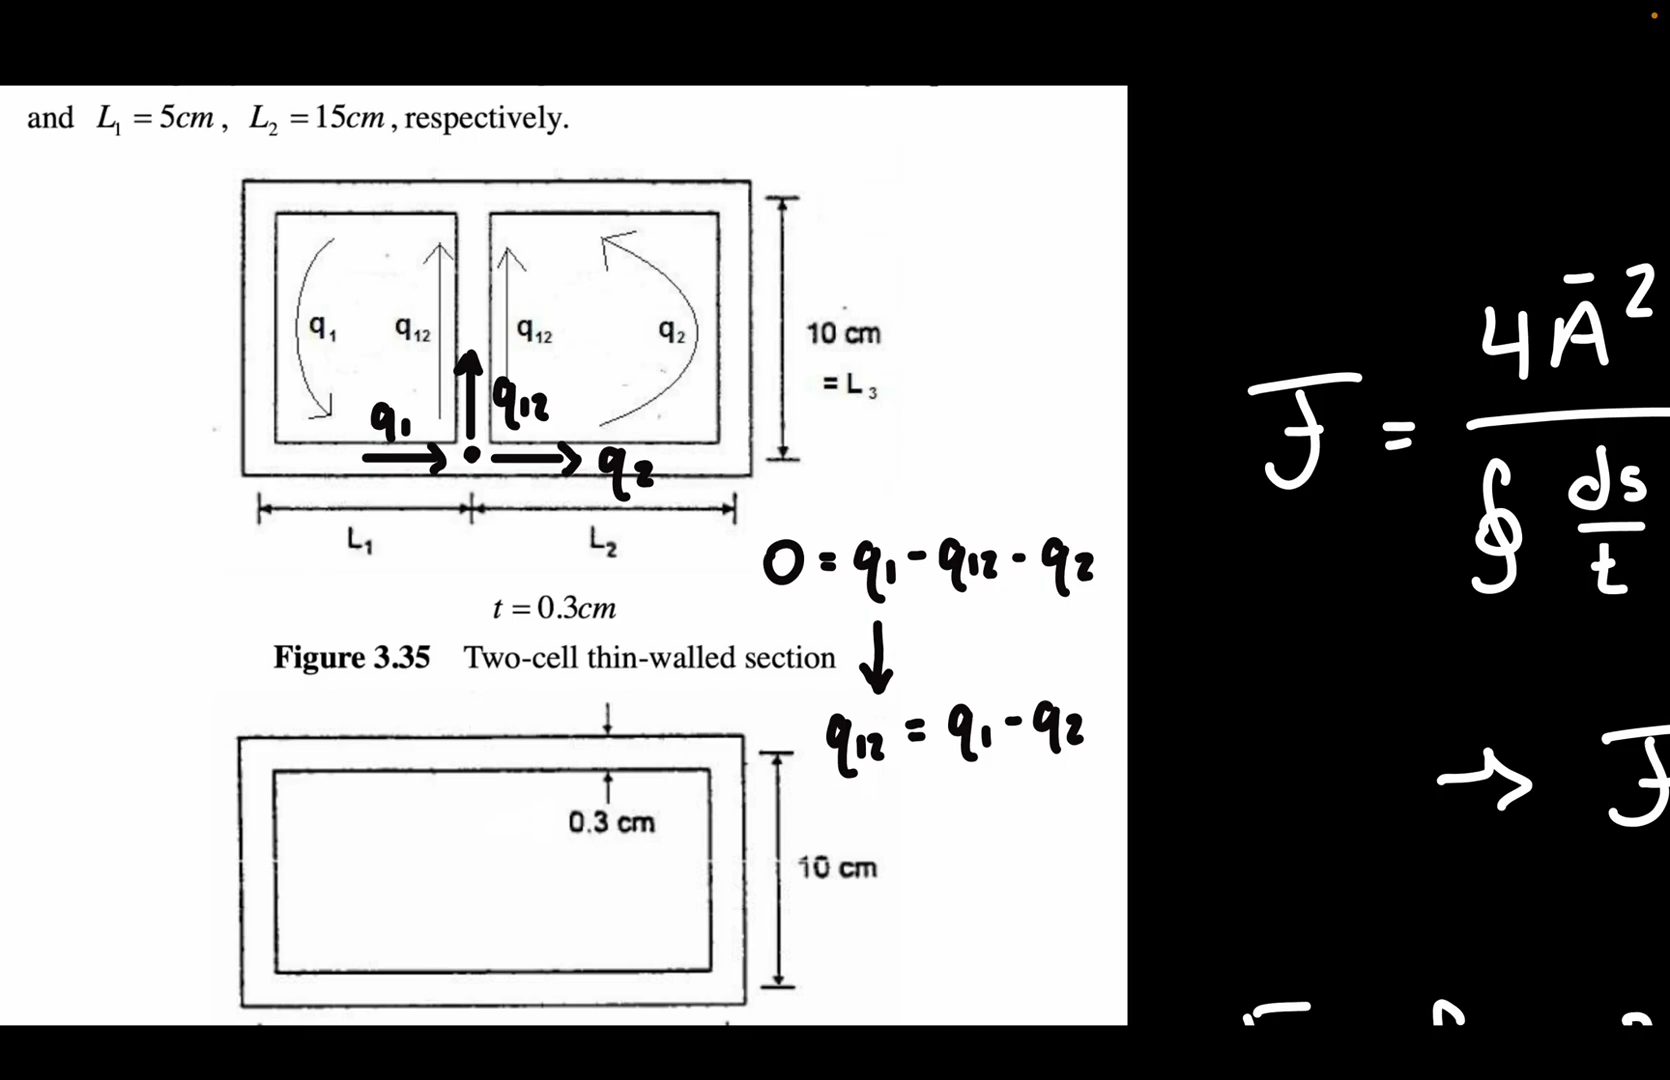 and L₁ = 5cm, L₂ = 15cm, respectively.
q₁ q₁₂ q₁₂ q₂
10 cm
= L₃
q₁ q₁₂
q₂
L₁ L₂
0 = q₁ - q₁₂ - q₂
t = 0.3cm
Figure 3.35 Two-cell thin-walled section
↓
q₁₂ = q₁ - q₂
0.3 cm
10 cm
J̄ = 4Ā² / ∮ ds/t
→ J